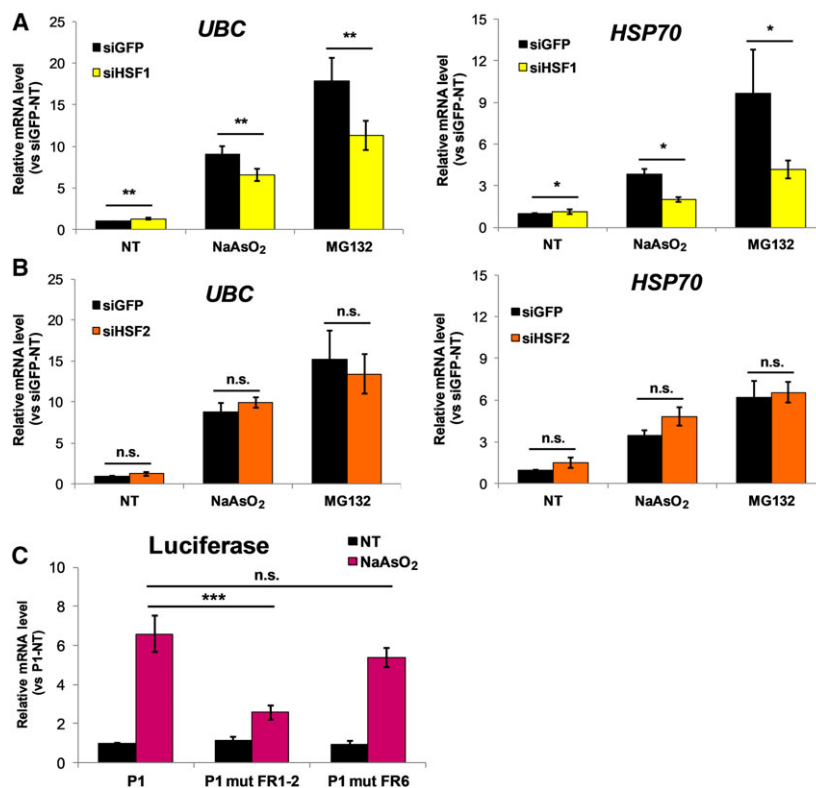 A
UBC
Relative mRNA level
(vs siGFP-NT)
25
20
15
10
5
0
siGFP
siHSF1
**
**
**
NT
NaAsO2
MG132
HSP70
Relative mRNA level
(vs siGFP-NT)
15
12
9
6
3
0
siGFP
siHSF1
*
*
*
NT
NaAsO2
MG132
B
UBC
Relative mRNA level
(vs siGFP-NT)
25
20
15
10
5
0
siGFP
siHSF2
n.s.
n.s.
n.s.
NT
NaAsO2
MG132
HSP70
Relative mRNA level
(vs siGFP-NT)
15
12
9
6
3
0
siGFP
siHSF2
n.s.
n.s.
n.s.
NT
NaAsO2
MG132
C
Luciferase
NT
NaAsO2
Relative mRNA level
(vs P1-NT)
10
8
6
4
2
0
n.s.
***
P1
P1 mut FR1-2
P1 mut FR6